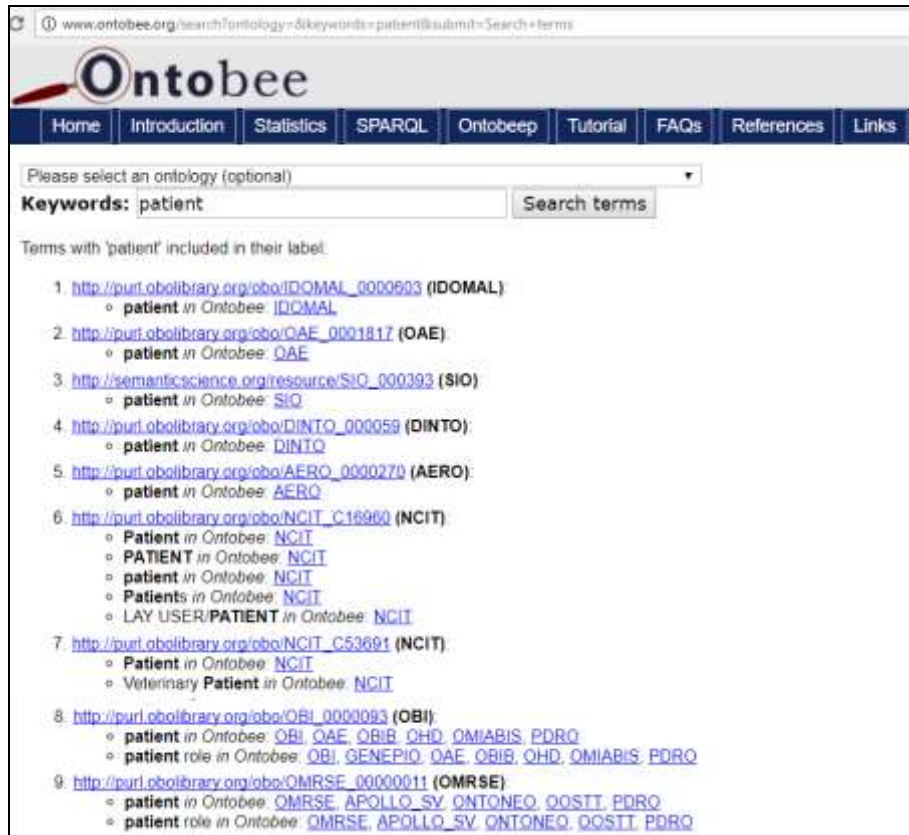 www.ontobee.org/search?ontology=&keywords=patient&submit=Search+terms
Ontobee
Home Introduction Statistics SPARQL Ontobeep Tutorial FAQs References Links
Please select an ontology (optional)
Keywords: patient Search terms
Terms with 'patient' included in their label:
1. http://purl.obolibrary.org/obo/IDOMAL_0000603 (IDOMAL):
patient in Ontobee: IDOMAL
2. http://purl.obolibrary.org/obo/OAE_0001817 (OAE):
patient in Ontobee: OAE
3. http://semanticscience.org/resource/SIO_000393 (SIO)
patient in Ontobee: SIO
4. http://purl.obolibrary.org/obo/DINTO_000059 (DINTO):
patient in Ontobee: DINTO
5. http://purl.obolibrary.org/obo/AERO_0000270 (AERO):
patient in Ontobee: AERO
6. http://purl.obolibrary.org/obo/NCIT_C16960 (NCIT):
Patient in Ontobee: NCIT
PATIENT in Ontobee: NCIT
patient in Ontobee: NCIT
Patients in Ontobee: NCIT
LAY USER/PATIENT in Ontobee: NCIT
7. http://purl.obolibrary.org/obo/NCIT_C53691 (NCIT):
Patient in Ontobee: NCIT
Veterinary Patient in Ontobee: NCIT
8. http://purl.obolibrary.org/obo/OBI_0000093 (OBI):
patient in Ontobee: OBI, OAE, OBIB, OHD, OMIABIS, PDRO
patient role in Ontobee: OBI, GENEPIO, OAE, OBIB, OHD, OMIABIS, PDRO
9. http://purl.obolibrary.org/obo/OMRSE_00000011 (OMRSE):
patient in Ontobee: OMRSE, APOLLO_SV, ONTONEO, OOSTT, PDRO
patient role in Ontobee: OMRSE, APOLLO_SV, ONTONEO, OOSTT, PDRO